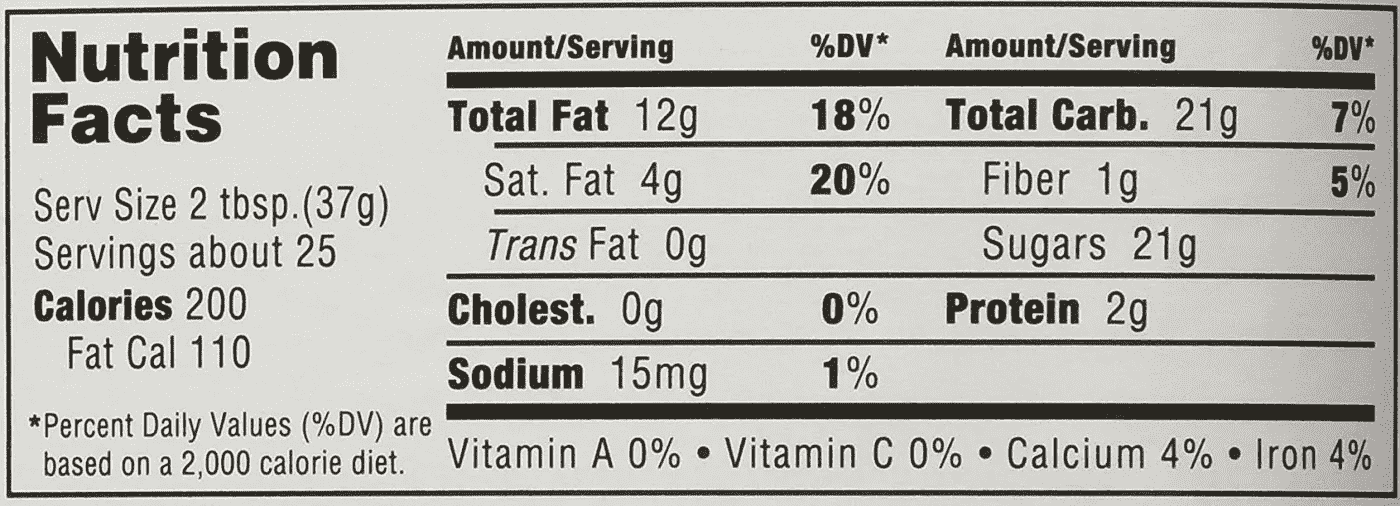 Nutrition
Facts
Serv Size 2 tbsp.(37g)
Servings about 25
Calories 200
Fat Cal 110
*Percent Daily Values (%DV) are
based on a 2,000 calorie diet.
Amount/Serving %DV* Amount/Serving %DV*
Total Fat 12g 18% Total Carb. 21g 7%
Sat. Fat 4g 20% Fiber 1g 5%
Trans Fat 0g Sugars 21g
Cholest. 0g 0% Protein 2g
Sodium 15mg 1%
Vitamin A 0% • Vitamin C 0% • Calcium 4% • Iron 4%